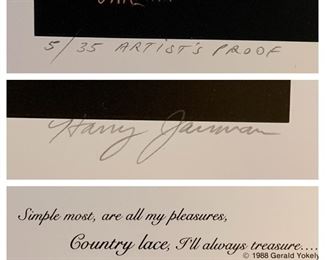 5/35 ARTIST'S PROOF
Harry
Simple most, are all my pleasures,
Country lace, I'll always treasure....
© 1988 Gerald Yokely